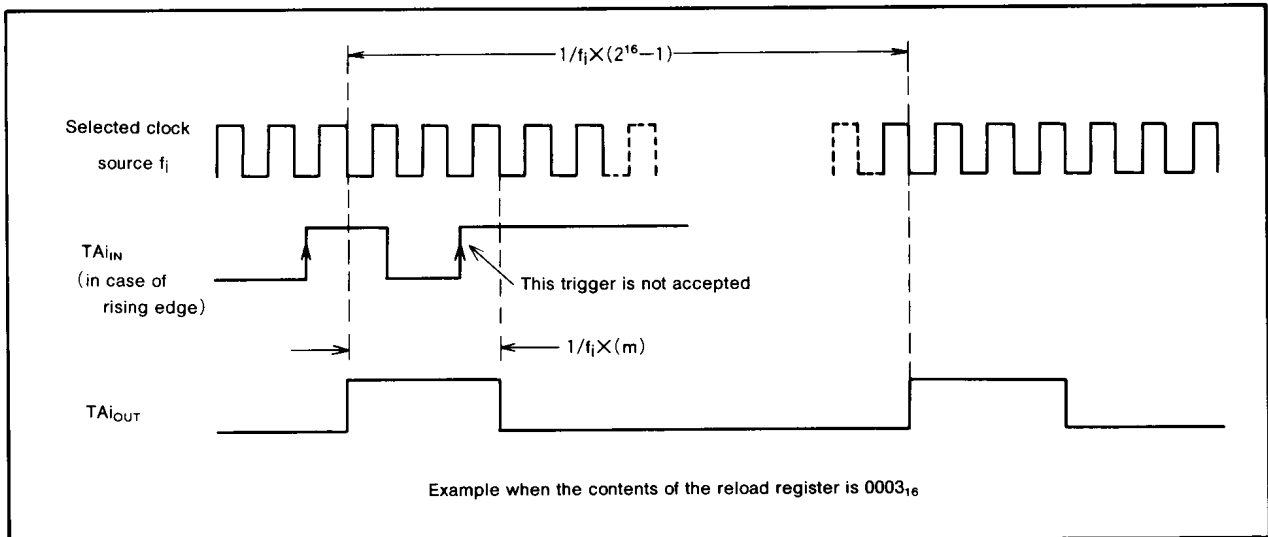 1/fᵢ×(2¹⁶−1)
Selected clock
source fᵢ
TAiIN
(in case of
rising edge)
This trigger is not accepted
1/fᵢ×(m)
TAiOUT
Example when the contents of the reload register is 0003₁₆